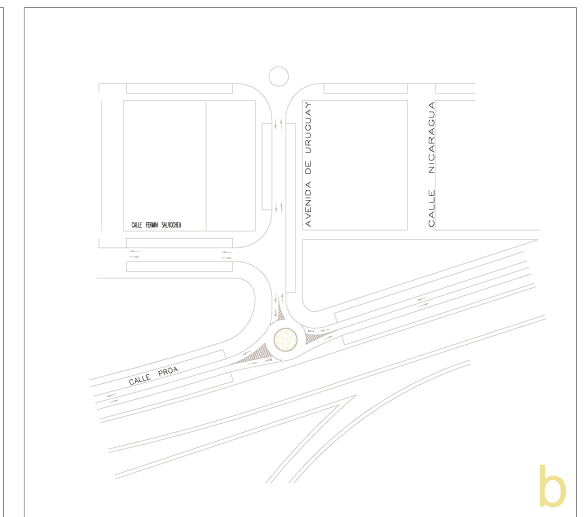 AVENIDA DE URUGUAY
CALLE NICARAGUA
CALLE FERMIN SALVOCHEA
CALLE PROA
b